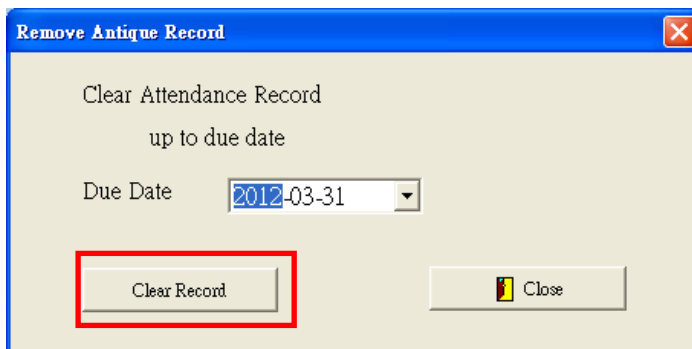 Remove Antique Record
Clear Attendance Record
up to due date
Due Date 2012-03-31
Clear Record Close